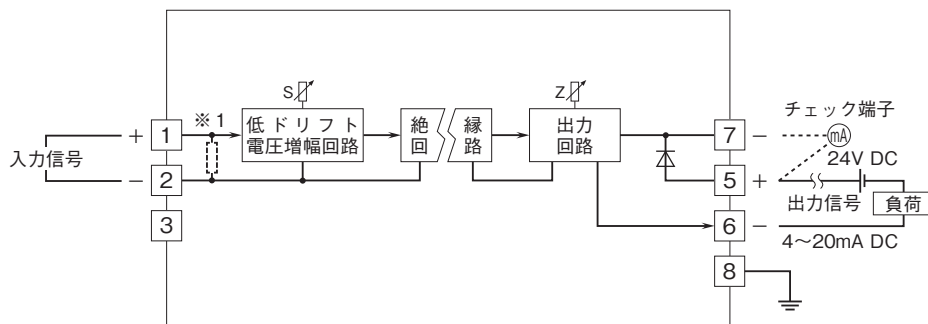 入力信号
+
−
1
2
3
※1
S
低ドリフト
電圧増幅回路
絶
回
縁
路
Z
出力
回路
7
5
6
8
−
+
−
チェック端子
mA
24V DC
出力信号
負荷
4〜20mA DC